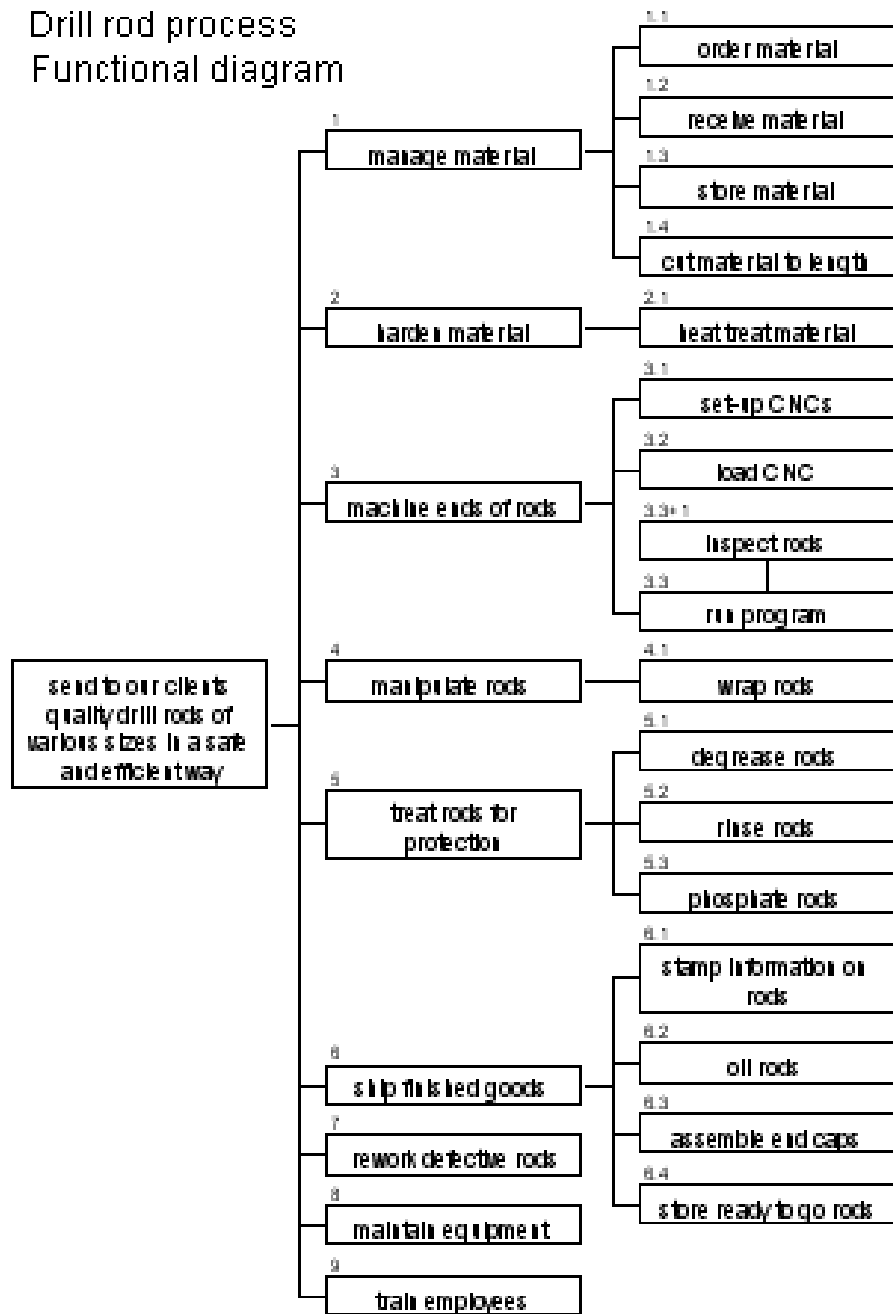 Drill rod process
Functional diagram
send to our clients
quality drill rods of
various sizes in a safe
and efficient way
1
manage material
1.1
order material
1.2
receive material
1.3
store material
1.4
cut material to length
2
harden material
2.1
heat treat material
3
machine ends of rods
3.1
set-up CNCs
3.2
load CNC
3.3+1
inspect rods
3.3
run program
4
manipulate rods
4.1
wrap rods
5
treat rods for
protection
5.1
degrease rods
5.2
rinse rods
5.3
phosphate rods
6
ship finished goods
6.1
stamp information on
rods
6.2
oil rods
6.3
assemble end caps
6.4
store ready to go rods
7
rework defective rods
8
maintain equipment
9
train employees